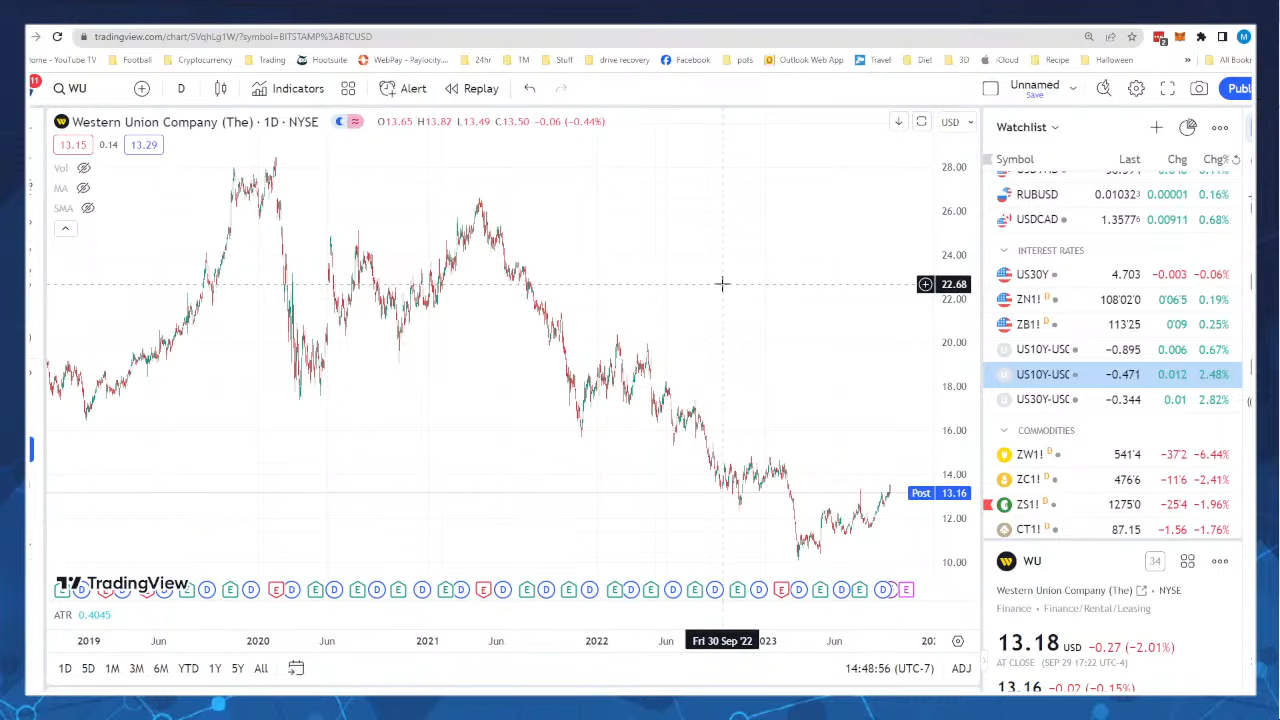 tradingview.com/chart/SVqhLg1W/?symbol=BITSTAMP%3ABTCUSD
Home - YouTube TV Football Cryptocurrency Trading Hootsuite WebPay - Paylocity,... 24hr TM Stuff drive recovery Facebook pots Outlook Web App Travel Diet 3D iCloud Recipe Halloween » All Bookr
11
WU D Indicators Alert Replay Unnamed Save Publ
Western Union Company (The) · 1D · NYSE O13.65 H13.82 L13.49 C13.50 -0.06 (-0.44%) USD
13.15 0.14 13.29
Vol
MA
SMA
28.00
26.00
24.00
22.68
22.00
20.00
18.00
16.00
14.00
Post 13.16
12.00
10.00
TradingView
E D E D E D E D E D E D E D E D E D E D E D
ATR 0.4045
2019 Jun 2020 Jun 2021 Jun 2022 Jun Fri 30 Sep '22 023 Jun 202
1D 5D 1M 3M 6M YTD 1Y 5Y All 14:48:56 (UTC-7) ADJ
Watchlist
Symbol Last Chg Chg%
RUBUSD 0.010323 0.00001 0.16%
USDCAD 1.35776 0.00911 0.68%
INTEREST RATES
US30Y 4.703 −0.003 −0.06%
ZN1! D 108'02'0 0'06'5 0.19%
ZB1! D 113'25 0'09 0.25%
US10Y-USC −0.895 0.006 0.67%
US10Y-USC −0.471 0.012 2.48%
US30Y-USC −0.344 0.01 2.82%
COMMODITIES
ZW1! D 541'4 −37'2 −6.44%
ZC1! D 476'6 −11'6 −2.41%
ZS1! D 1275'0 −25'4 −1.96%
CT1! D 87.15 −1.56 −1.76%
WU 34
Western Union Company (The) • NYSE
Finance • Finance/Rental/Leasing
13.18 USD −0.27 (−2.01%)
AT CLOSE (SEP 29 17:22 UTC-4)
13.16 −0.02 (−0.15%)